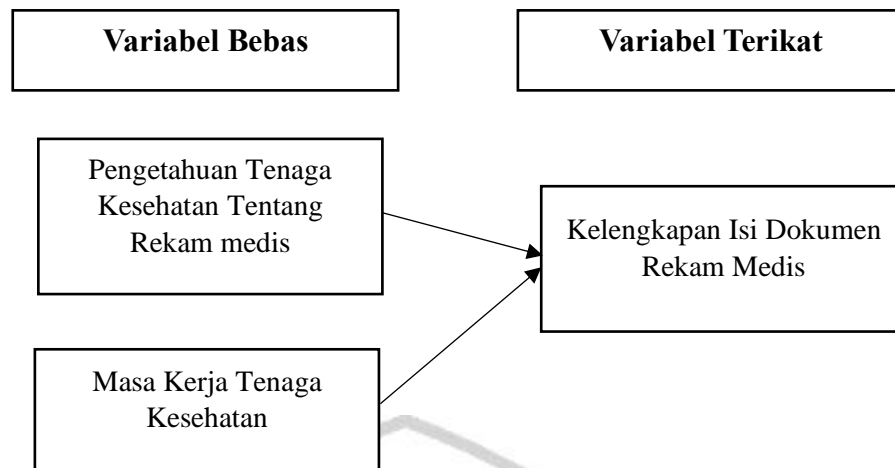 Variabel Bebas
Variabel Terikat
Pengetahuan Tenaga
Kesehatan Tentang
Rekam medis
Kelengkapan Isi Dokumen
Rekam Medis
Masa Kerja Tenaga
Kesehatan